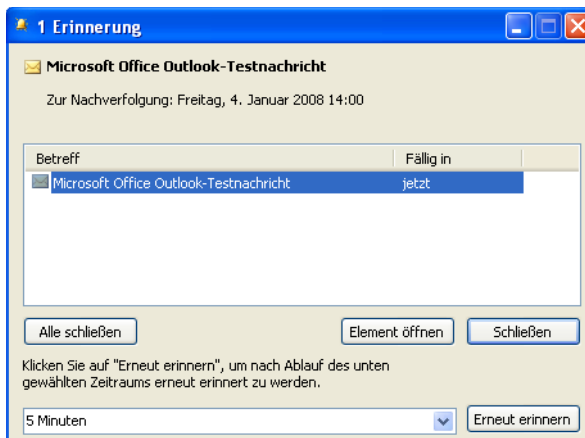 1 Erinnerung
Microsoft Office Outlook-Testnachricht
Zur Nachverfolgung: Freitag, 4. Januar 2008 14:00
Betreff Fällig in
Microsoft Office Outlook-Testnachricht jetzt
Alle schließen Element öffnen Schließen
Klicken Sie auf "Erneut erinnern", um nach Ablauf des unten
gewählten Zeitraums erneut erinnert zu werden.
5 Minuten Erneut erinnern